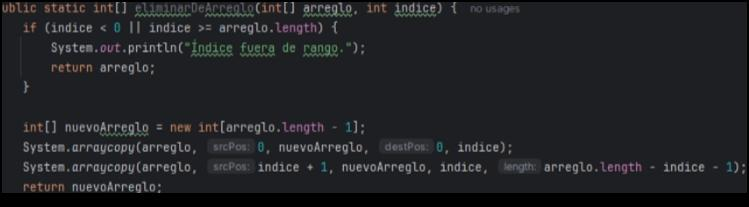 ublic static int[] eliminarDeArreglo(int[] arreglo, int indice) { no usages
if (indice < 0 || indice >= arreglo.length) {
System.out.println("Índice fuera de rango.");
return arreglo;
}
int[] nuevoArreglo = new int[arreglo.length - 1];
System.arraycopy(arreglo, srcPos: 0, nuevoArreglo, destPos: 0, indice);
System.arraycopy(arreglo, srcPos: indice + 1, nuevoArreglo, indice, length: arreglo.length - indice - 1);
return nuevoArreglo;